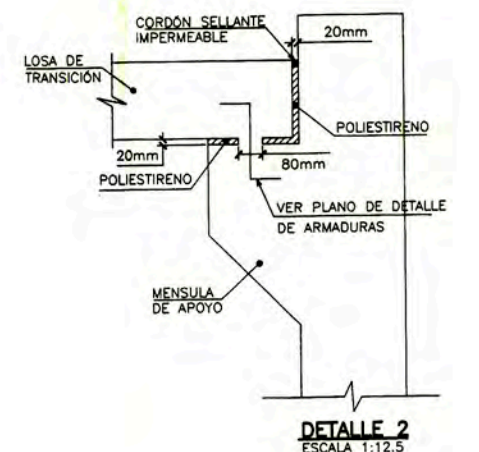 CORDÓN SELLANTE
IMPERMEABLE
20mm
LOSA DE
TRANSICIÓN
POLIESTIRENO
20mm
80mm
POLIESTIRENO
VER PLANO DE DETALLE
DE ARMADURAS
MENSULA
DE APOYO
DETALLE 2
ESCALA 1:12.5